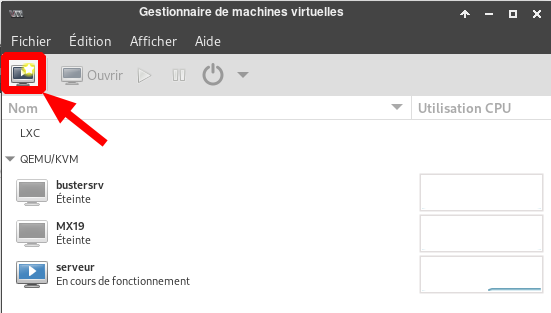 Gestionnaire de machines virtuelles
Fichier Édition Afficher Aide
Ouvrir
Nom Utilisation CPU
LXC
QEMU/KVM
bustersrv
Éteinte
MX19
Éteinte
serveur
En cours de fonctionnement